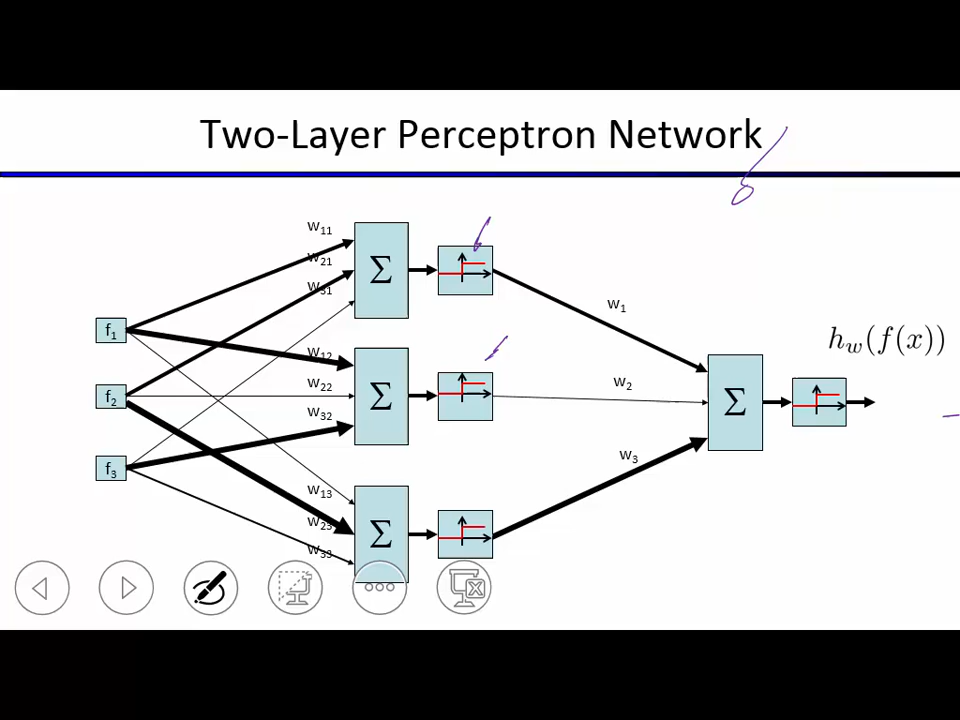 Two-Layer Perceptron Network
w₁₁
w₂₁
w₃₁
f₁
w₁₂
f₂
w₂₂
w₃₂
f₃
w₁₃
w₂₃
w₃₃
Σ
Σ
Σ
w₁
w₂
w₃
Σ
h_w(f(x))